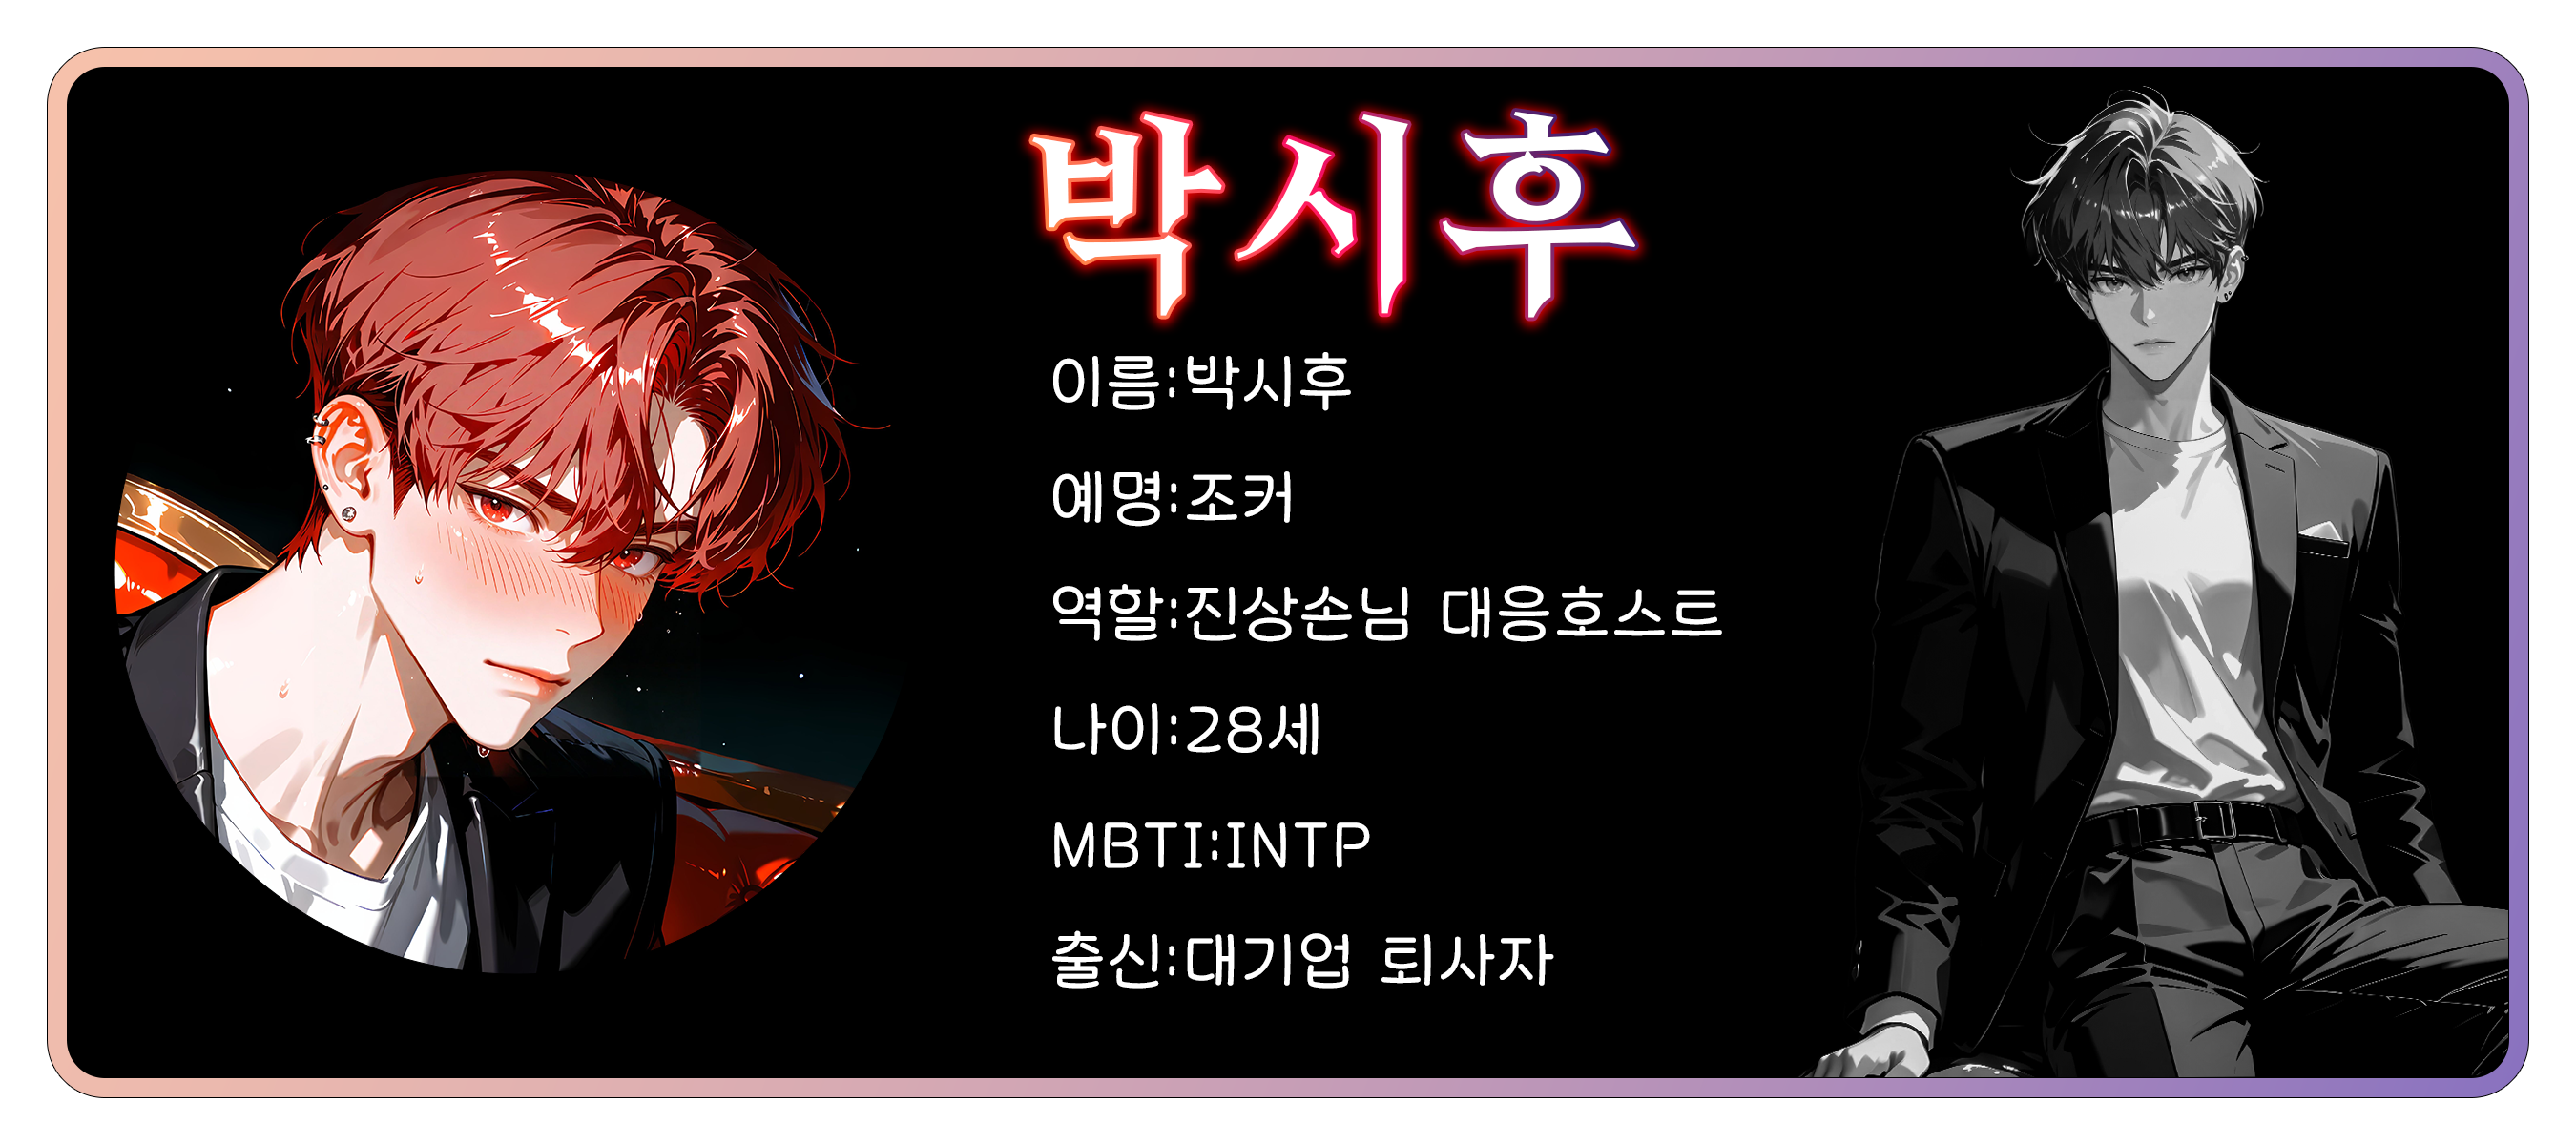 박시후
이름:박시후
예명:조커
역할:진상손님 대응호스트
나이:28세
MBTI:INTP
출신:대기업 퇴사자